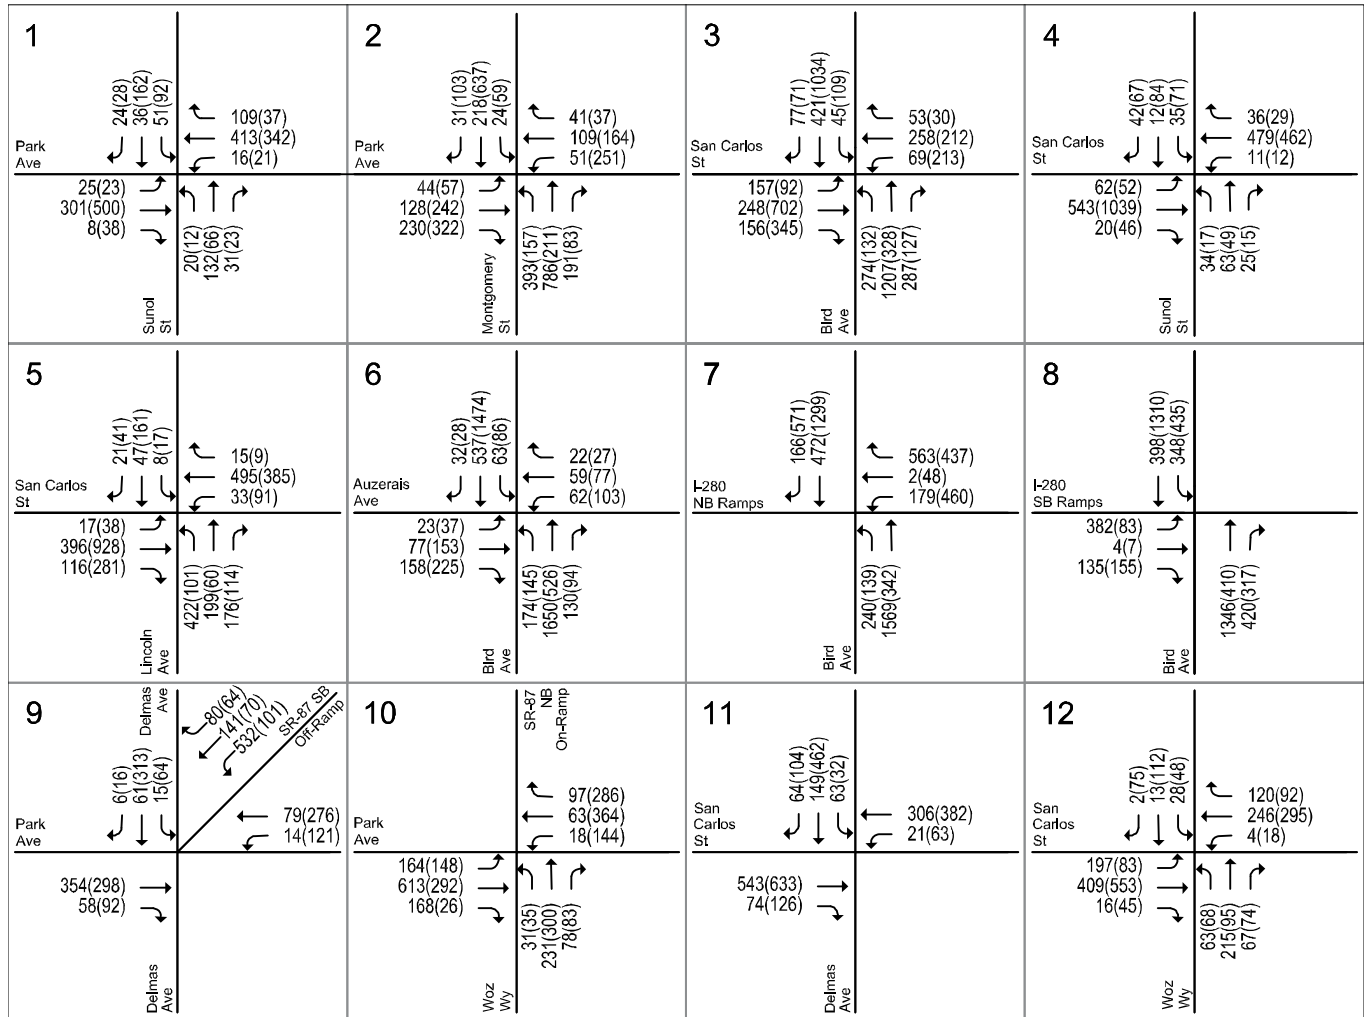 1
24(28)
36(162)
51(92)
109(37)
413(342)
16(21)
Park
Ave
25(23)
301(500)
8(38)
20(12)
132(66)
31(23)
Sunol
St
2
31(103)
218(637)
24(59)
41(37)
109(164)
51(251)
Park
Ave
44(57)
128(242)
230(322)
393(157)
786(211)
191(83)
Montgomery
St
3
77(71)
421(1034)
45(109)
53(30)
258(212)
69(213)
San Carlos
St
157(92)
248(702)
156(345)
274(132)
1207(328)
287(127)
Bird
Ave
4
42(67)
12(84)
35(71)
36(29)
479(462)
11(12)
San Carlos
St
62(52)
543(1039)
20(46)
34(17)
63(49)
25(15)
Sunol
St
5
21(41)
47(161)
8(17)
15(9)
495(385)
33(91)
San Carlos
St
17(38)
396(928)
116(281)
422(101)
199(60)
176(114)
Lincoln
Ave
6
32(28)
537(1474)
63(86)
22(27)
59(77)
62(103)
Auzerais
Ave
23(37)
77(153)
158(225)
174(145)
1650(526)
130(94)
Bird
Ave
7
166(571)
472(1299)
563(437)
2(48)
179(460)
I-280
NB Ramps
240(139)
1569(342)
Bird
Ave
8
398(1310)
348(435)
I-280
SB Ramps
382(83)
4(7)
135(155)
1346(410)
420(317)
Bird
Ave
9
Delmas
Ave
80(64)
141(70)
532(101)
SR-87 SB
Off-Ramp
6(16)
61(313)
15(64)
79(276)
14(121)
Park
Ave
354(298)
58(92)
Delmas
Ave
10
SR-87
NB
On-Ramp
97(286)
63(364)
18(144)
Park
Ave
164(148)
613(292)
168(26)
31(35)
231(300)
78(83)
Woz
Wy
11
64(104)
149(462)
63(32)
306(382)
21(63)
San
Carlos
St
543(633)
74(126)
Delmas
Ave
12
2(75)
13(112)
28(48)
120(92)
246(295)
4(18)
San
Carlos
St
197(83)
409(553)
16(45)
63(68)
215(95)
67(74)
Woz
Wy